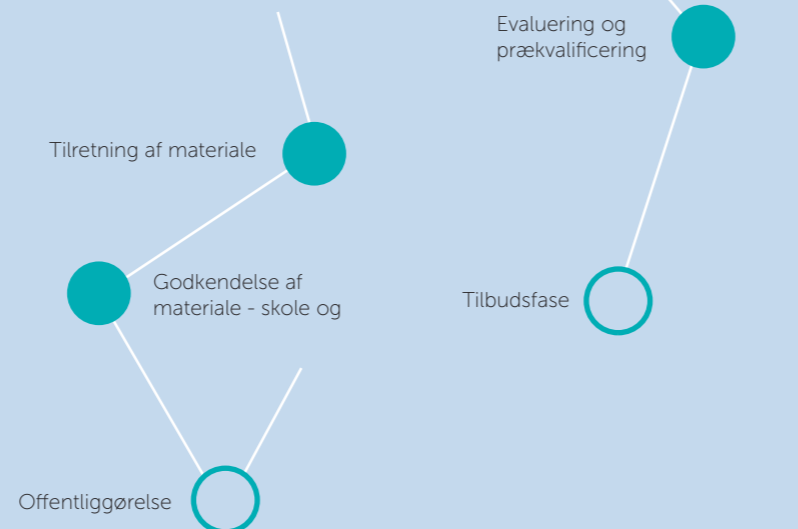 Tilretning af materiale
Godkendelse af
materiale - skole og
Offentliggørelse
Evaluering og
prækvalificering
Tilbudsfase